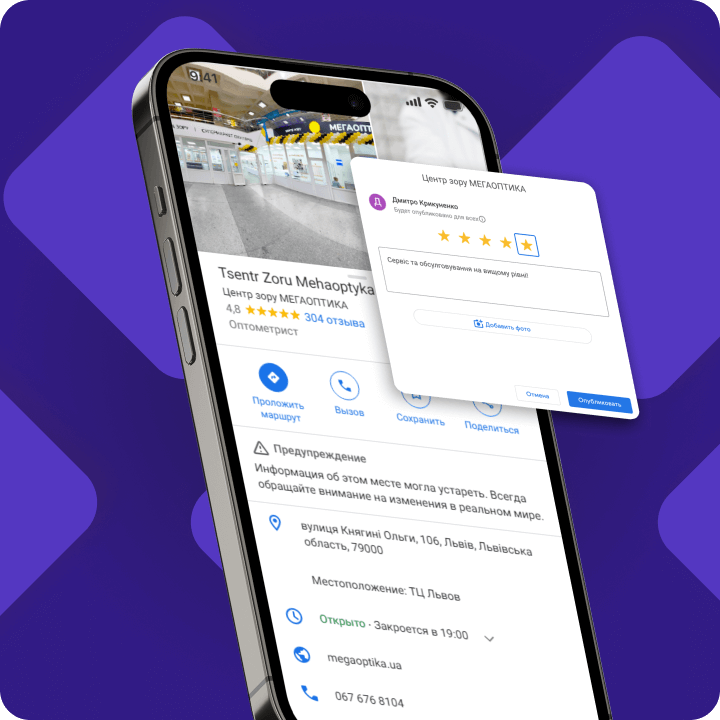 9:41
МЕГАОПТ
Tsentr Zoru Mehaoptyka
Центр зору МЕГАОПТИКА
4,8 304 отзыва
Оптометрист
Проложить
маршрут
Вызов
Сохранить
Поделиться
Центр зору МЕГАОПТИКА
Д
Дмитро Крикуненко
Будет опубликовано для всех
Сервіс та обслуговування на вищому рівні!
Добавить фото
Отмена
Опубликовать
Предупреждение
Информация об этом месте могла устареть. Всегда
обращайте внимание на изменения в реальном мире.
вулиця Княгині Ольги, 106, Львів, Львівська
область, 79000
Местоположение: ТЦ Львов
Открыто · Закроется в 19:00
megaoptika.ua
067 676 8104